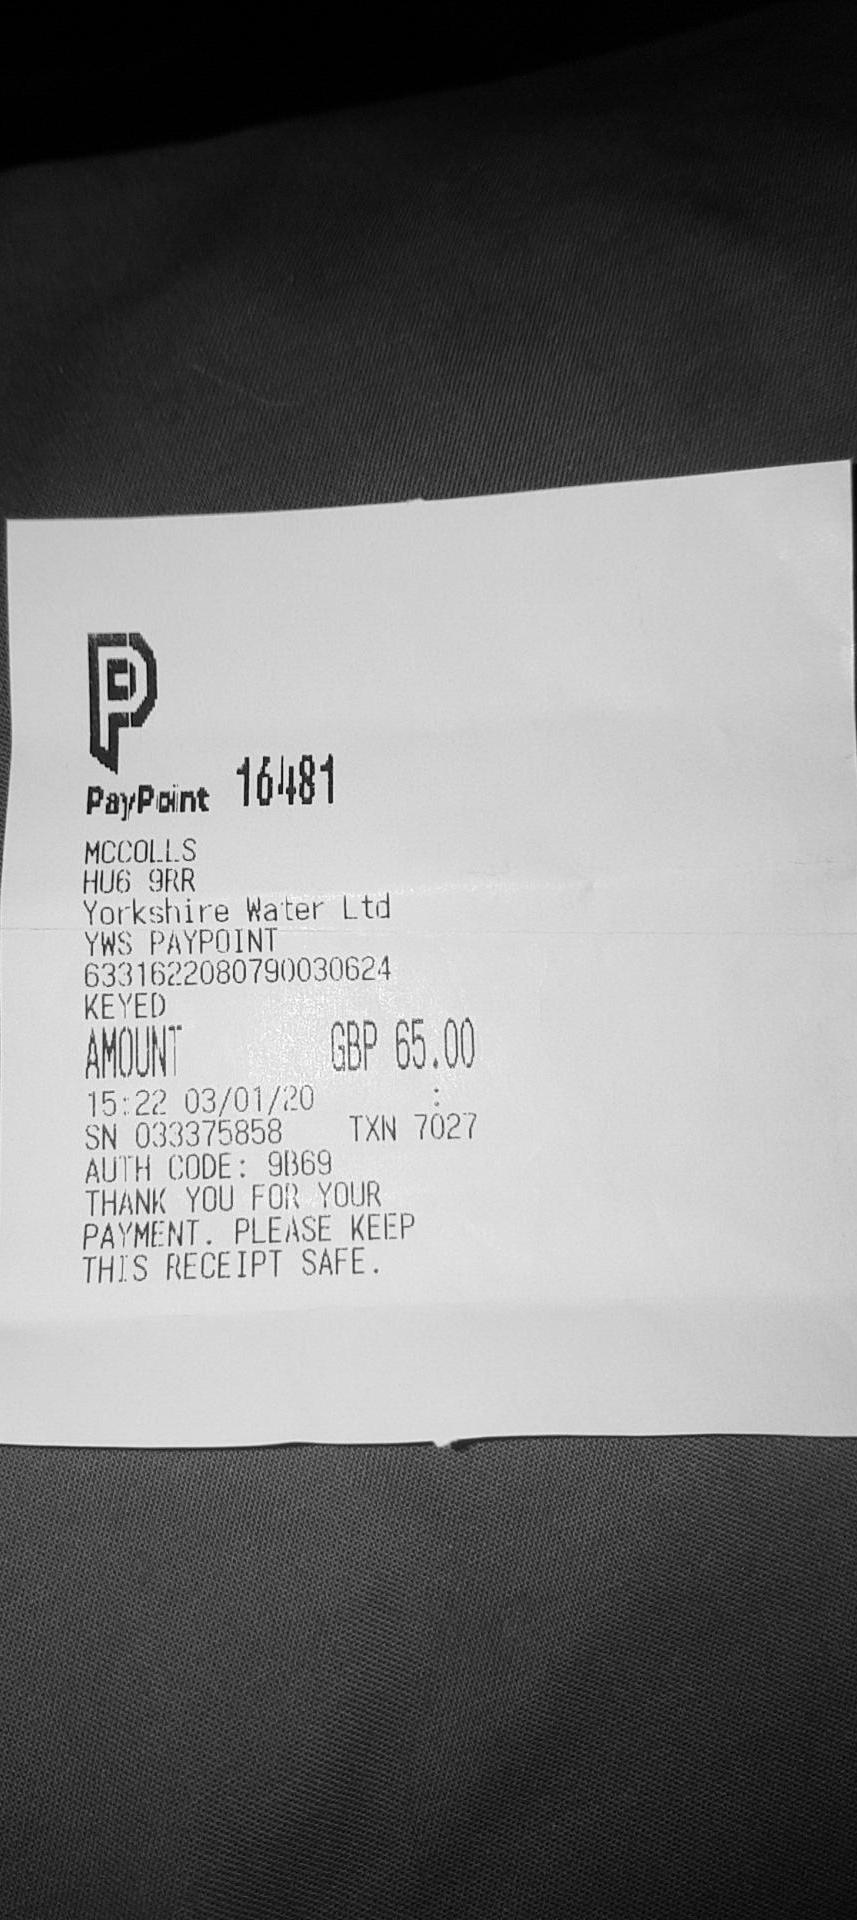 PayPoint 16481
MCCOLLS
HU6 9RR
Yorkshire Water Ltd
YWS PAYPOINT
6331622080790030624
KEYED
AMOUNT GBP 65.00
15:22 03/01/20 :
SN 033375858 TXN 7027
AUTH CODE: 9B69
THANK YOU FOR YOUR
PAYMENT. PLEASE KEEP
THIS RECEIPT SAFE.